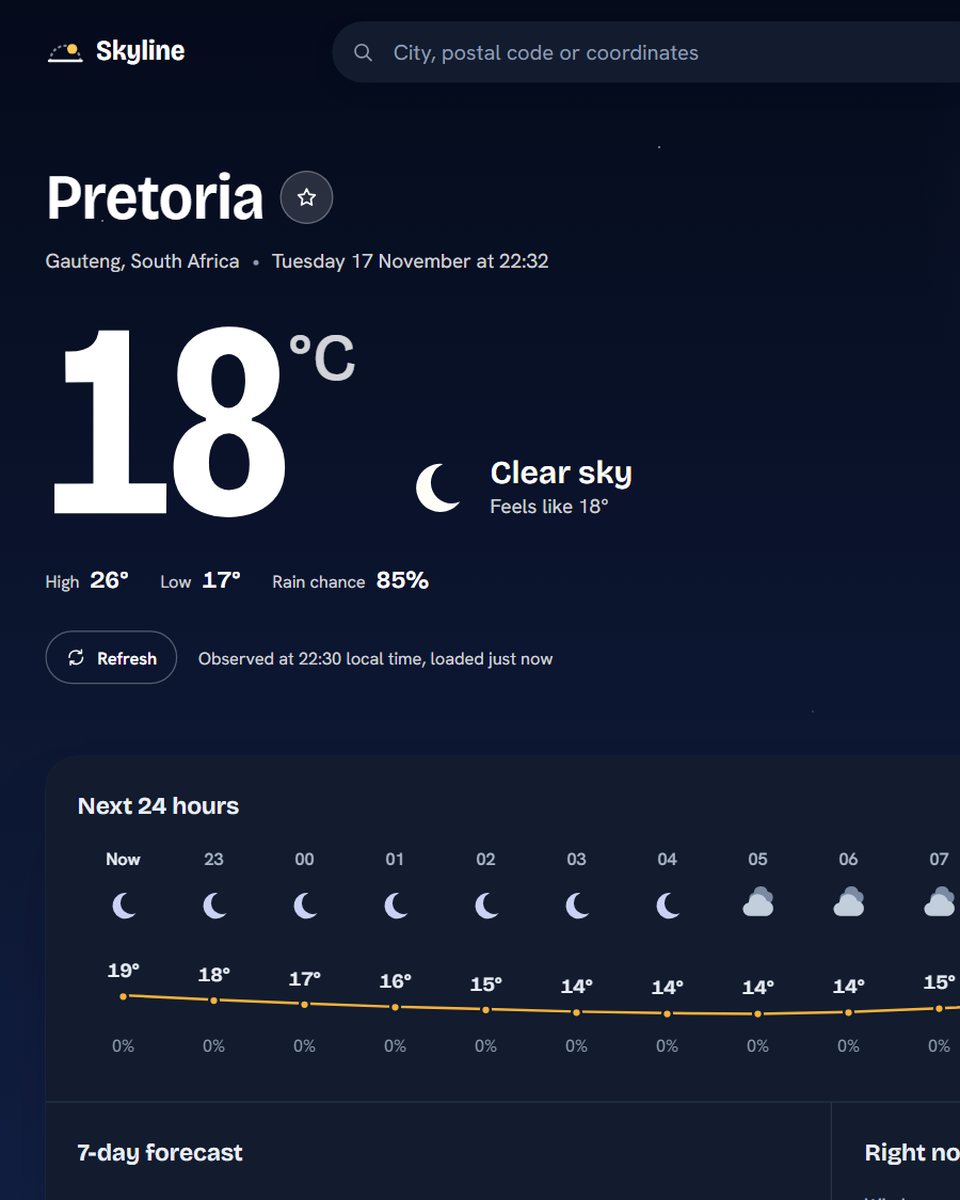 Skyline
City, postal code or coordinates
Pretoria
Gauteng, South Africa • Tuesday 17 November at 22:32
18°C
Clear sky
Feels like 18°
High 26° Low 17° Rain chance 85%
Refresh Observed at 22:30 local time, loaded just now
Next 24 hours
Now 23 00 01 02 03 04 05 06 07
19° 18° 17° 16° 15° 14° 14° 14° 14° 15°
0% 0% 0% 0% 0% 0% 0% 0% 0% 0%
7-day forecast
Right no